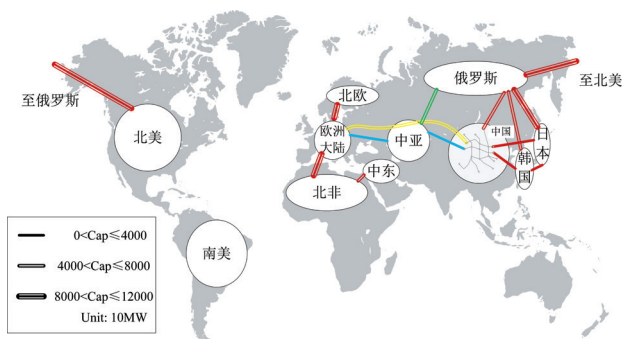 至俄罗斯
北美
南美
北欧
欧洲
大陆
北非
中东
中亚
俄罗斯
至北美
中国
日
本
韩
国
0<Cap≤4000
4000<Cap≤8000
8000<Cap≤12000
Unit: 10MW